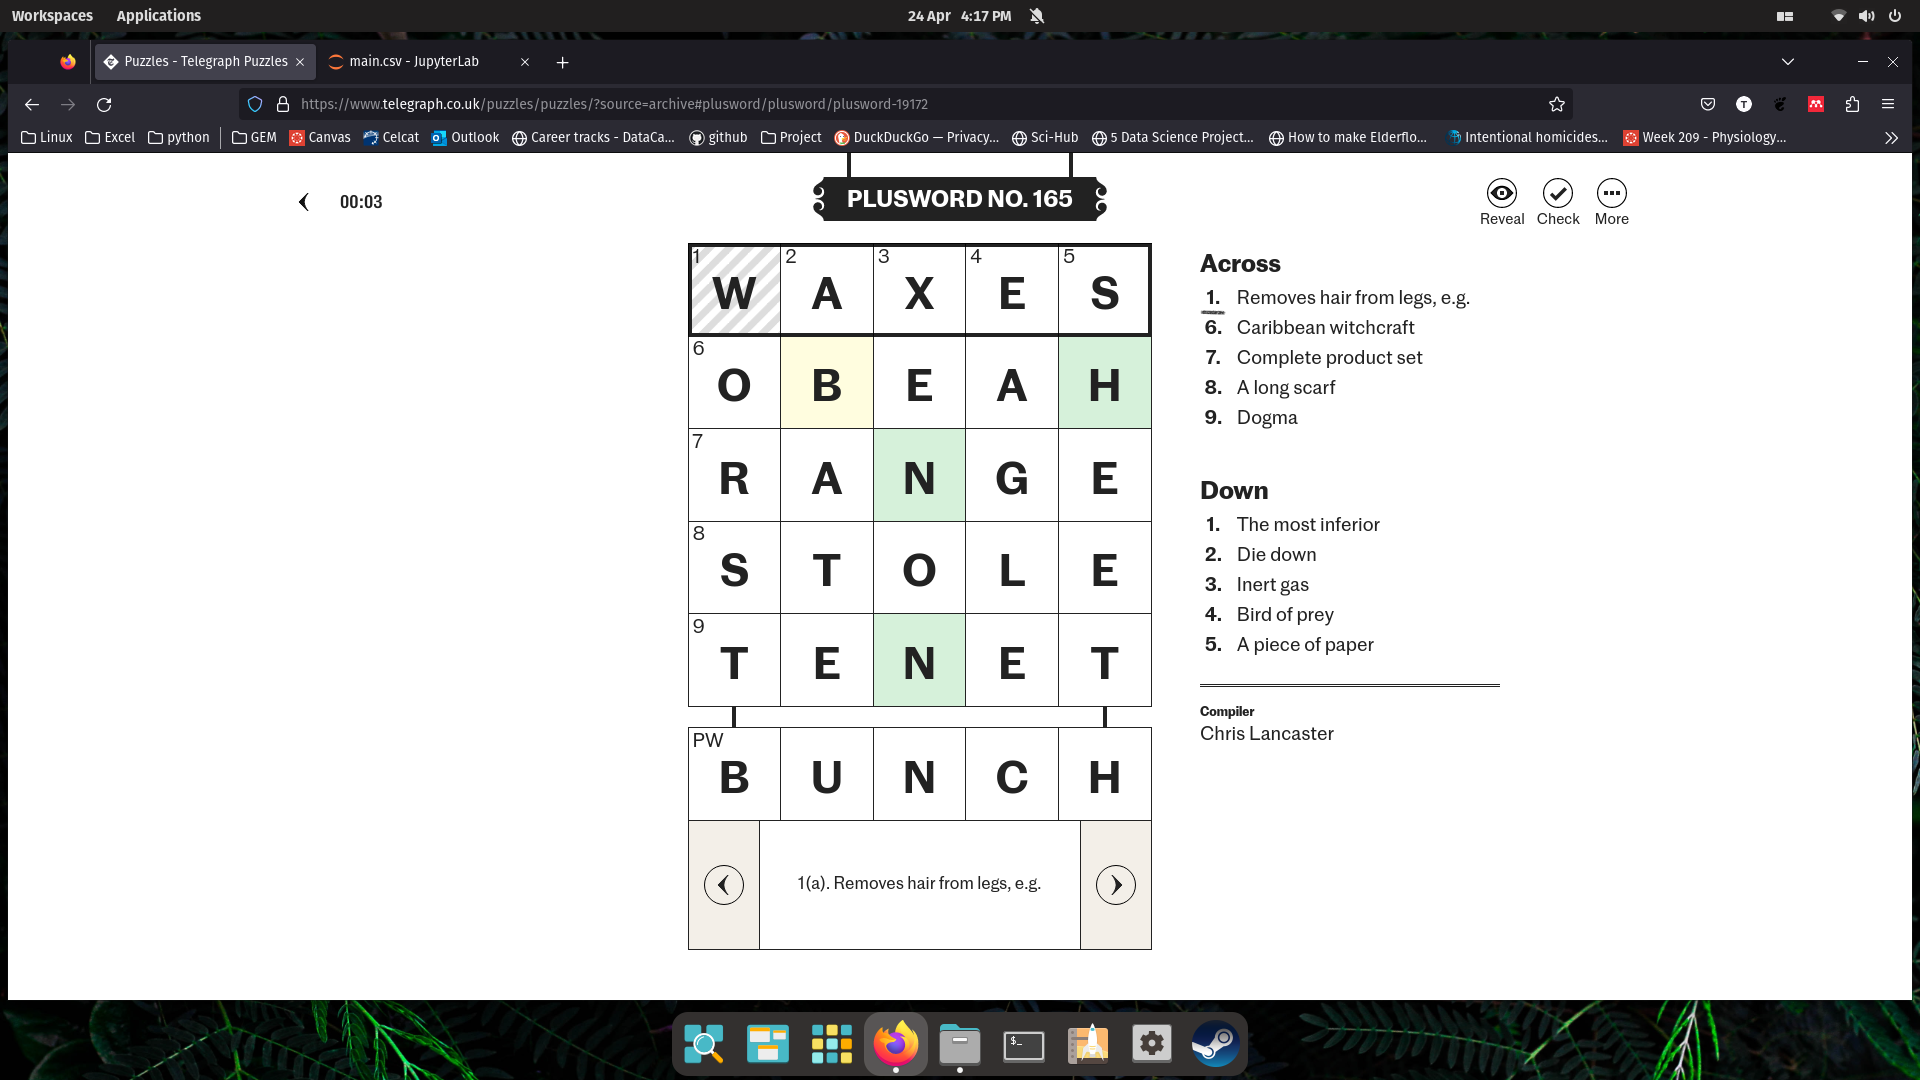 Workspaces Applications 24 Apr 4:17 PM
Puzzles - Telegraph Puzzles main.csv - JupyterLab
https://www.telegraph.co.uk/puzzles/puzzles/?source=archive#plusword/plusword/plusword-19172
Linux Excel python GEM Canvas Celcat Outlook Career tracks - DataCa... github Project DuckDuckGo — Privacy... Sci-Hub 5 Data Science Project... How to make Elderflo... Intentional homicides... Week 209 - Physiology...
00:03
PLUSWORD NO. 165
Reveal Check More
1 W 2 A 3 X 4 E 5 S
6 O B E A H
7 R A N G E
8 S T O L E
9 T E N E T
PW B U N C H
1(a). Removes hair from legs, e.g.
Across
1. Removes hair from legs, e.g.
6. Caribbean witchcraft
7. Complete product set
8. A long scarf
9. Dogma
Down
1. The most inferior
2. Die down
3. Inert gas
4. Bird of prey
5. A piece of paper
Compiler
Chris Lancaster
$_